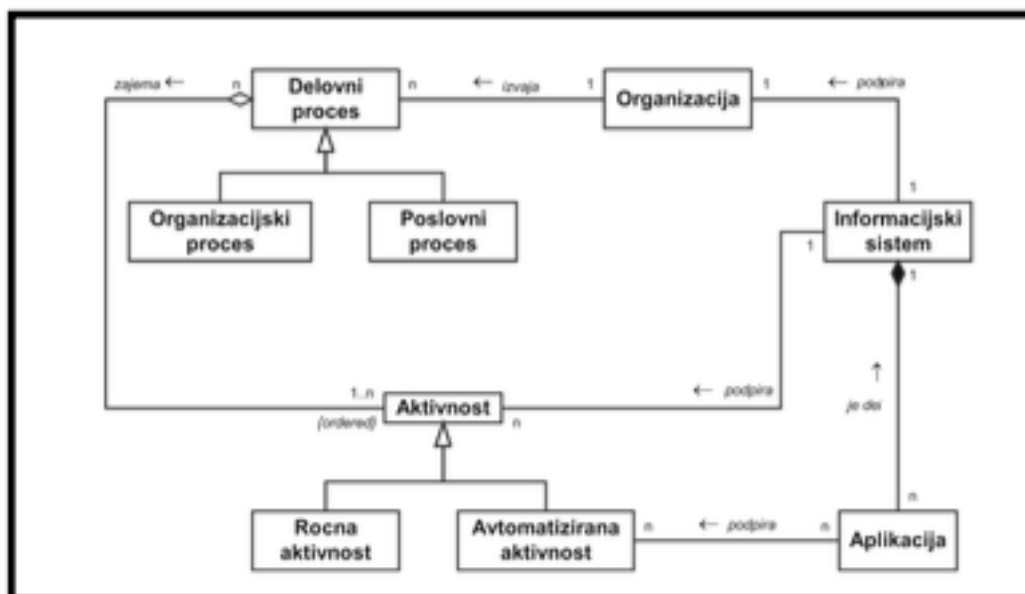 zajema ←
n
Delovni
proces
n
← izvaja
1
Organizacija
1
← podpira
1
Organizacijski
proces
Poslovni
proces
Informacijski
sistem
1
1
↑
je del
1..n
{ordered}
Aktivnost
n
← podpira
n
Rocna
aktivnost
Avtomatizirana
aktivnost
n
← podpira
n
Aplikacija